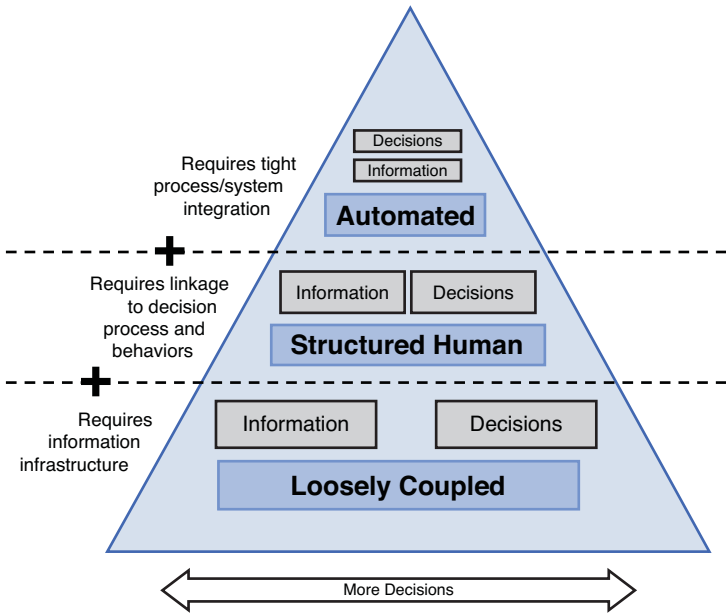 Decisions
Information
Automated
Requires tight
process/system
integration
+
Information
Decisions
Structured Human
Requires linkage
to decision
process and
behaviors
+
Information
Decisions
Loosely Coupled
Requires
information
infrastructure
More Decisions